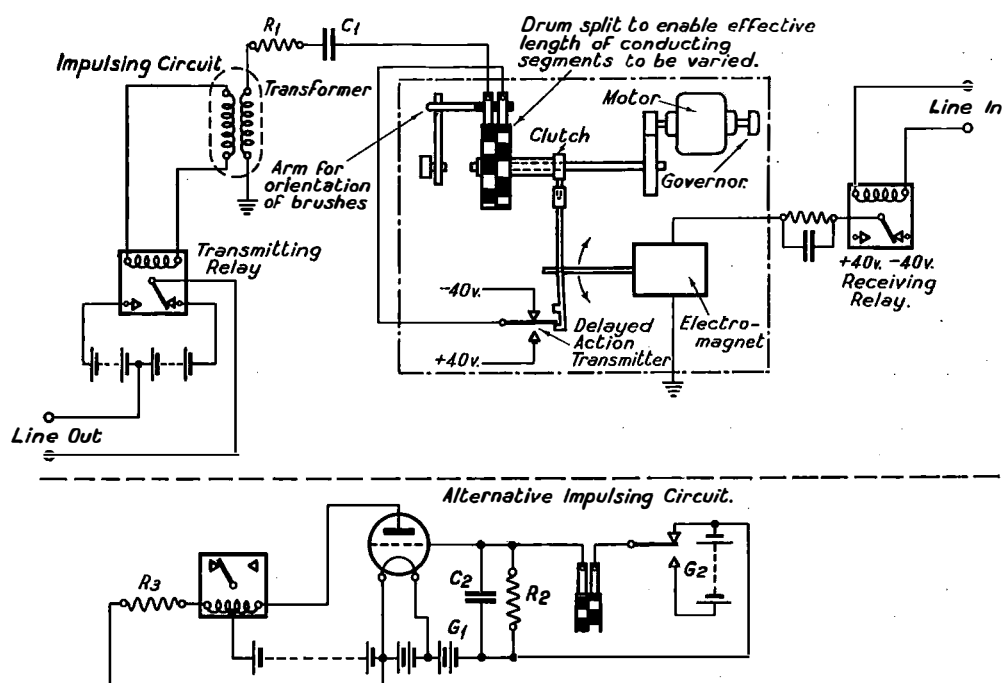 R1
C1
Drum split to enable effective
length of conducting
segments to be varied.
Impulsing Circuit
Transformer
Motor
Line In
Clutch
Arm for
orientation
of brushes
Governor.
Transmitting
Relay
+40v. -40v.
Receiving
Relay.
-40v.
+40v.
Delayed
Action
Transmitter
Electro-
magnet
Line Out
Alternative Impulsing Circuit.
R3
C2
R2
G2
G1